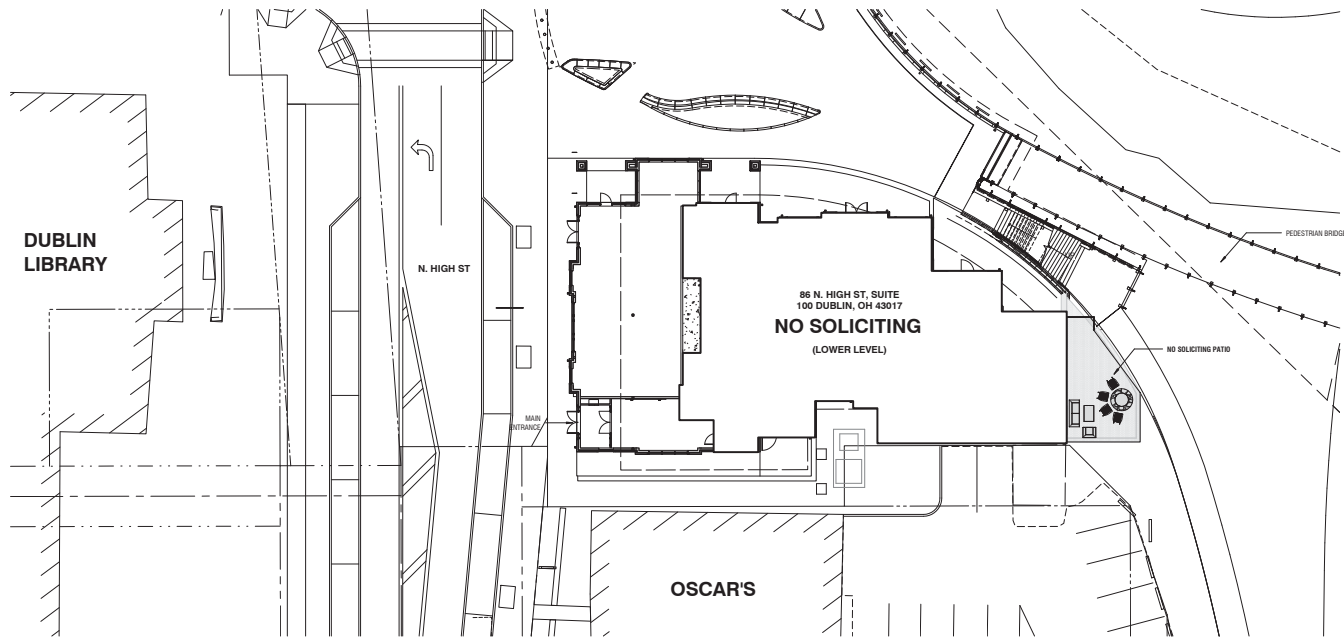 DUBLIN
LIBRARY
N. HIGH ST
86 N. HIGH ST, SUITE
100 DUBLIN, OH 43017
NO SOLICITING
(LOWER LEVEL)
PEDESTRIAN BRIDGE
NO SOLICITING PATIO
MAIN
ENTRANCE
OSCAR'S